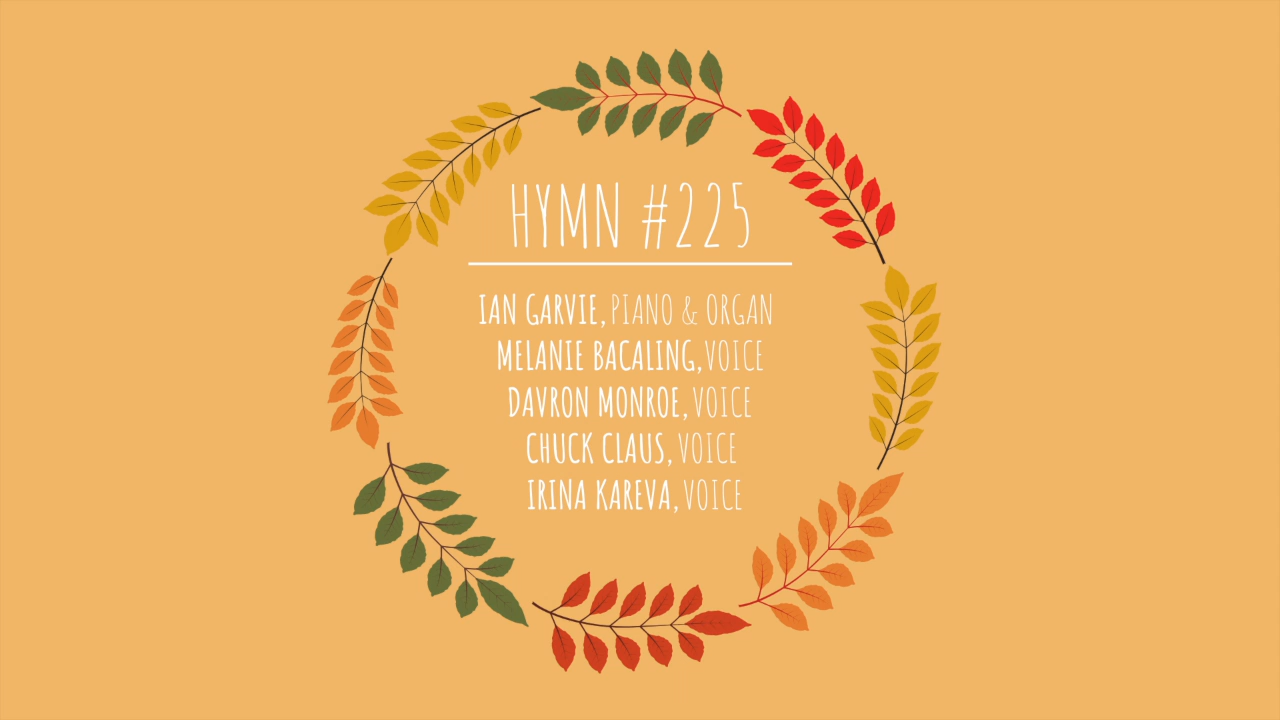 HYMN #225
IAN GARVIE, PIANO & ORGAN
MELANIE BACALING, VOICE
DAVRON MONROE, VOICE
CHUCK CLAUS, VOICE
IRINA KAREVA, VOICE